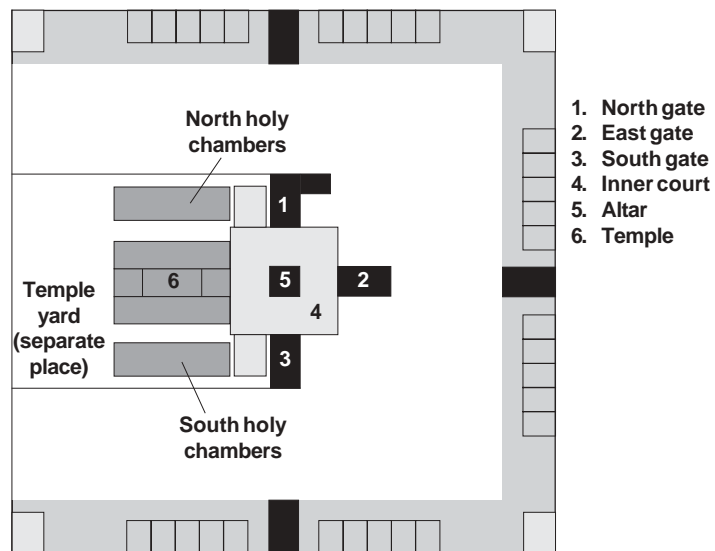 North holy
chambers
1
2
3
4
5
6
Temple
yard
(separate
place)
South holy
chambers
1. North gate
2. East gate
3. South gate
4. Inner court
5. Altar
6. Temple